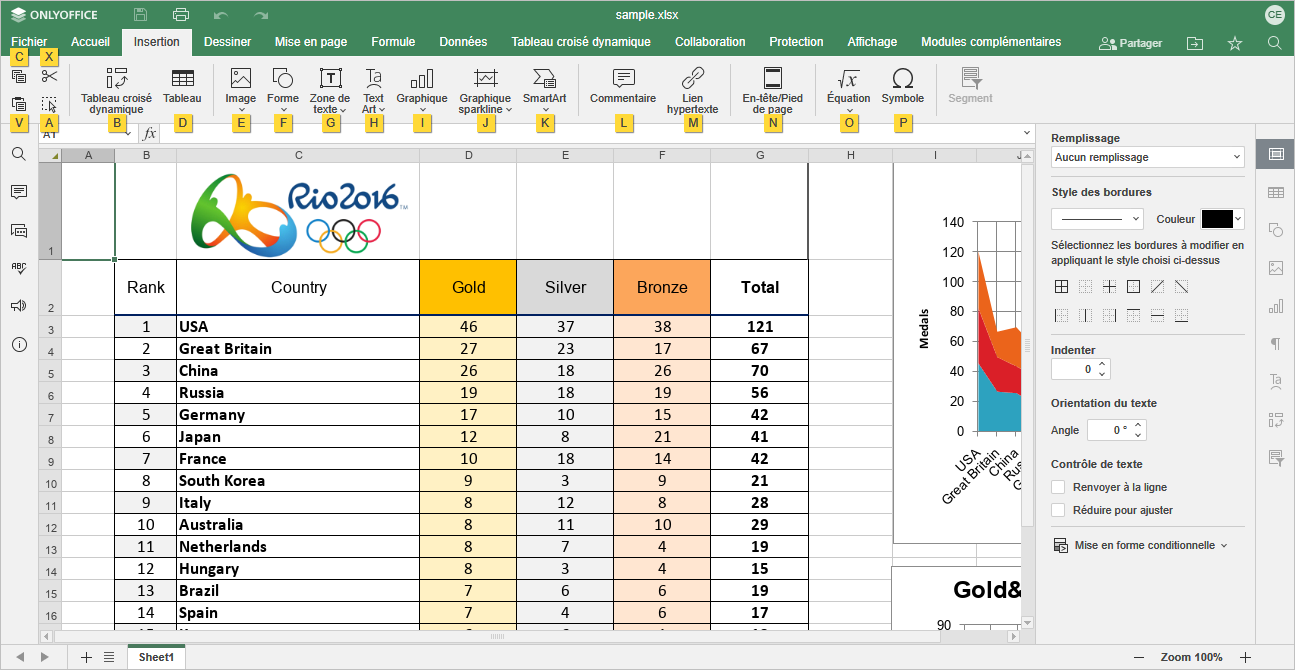 ONLYOFFICE
sample.xlsx
CE
Fichier Accueil Insertion Dessiner Mise en page Formule Données Tableau croisé dynamique Collaboration Protection Affichage Modules complémentaires Partager
C X
Tableau croisé dynamique
Tableau
Image
Forme
Zone de texte
Text Art
Graphique
Graphique sparkline
SmartArt
Commentaire
Lien hypertexte
En-tête/Pied de page
Équation
Symbole
Segment
V A B D E F G H I J K L M N O P
A1 fx
A B C D E F G H I J
1
Rio2016
2 Rank Country Gold Silver Bronze Total
3 1 USA 46 37 38 121
4 2 Great Britain 27 23 17 67
5 3 China 26 18 26 70
6 4 Russia 19 18 19 56
7 5 Germany 17 10 15 42
8 6 Japan 12 8 21 41
9 7 France 10 18 14 42
10 8 South Korea 9 3 9 21
11 9 Italy 8 12 8 28
12 10 Australia 8 11 10 29
13 11 Netherlands 8 7 4 19
14 12 Hungary 8 3 4 15
15 13 Brazil 7 6 6 19
16 14 Spain 7 4 6 17
Medals
140
120
100
80
60
40
20
0
USA
Great Britain
China
Gold&
90
Remplissage
Aucun remplissage
Style des bordures
Couleur
Sélectionnez les bordures à modifier en
appliquant le style choisi ci-dessus
Indenter
0
Orientation du texte
Angle 0 °
Contrôle de texte
Renvoyer à la ligne
Réduire pour ajuster
Mise en forme conditionnelle
Sheet1
Zoom 100%